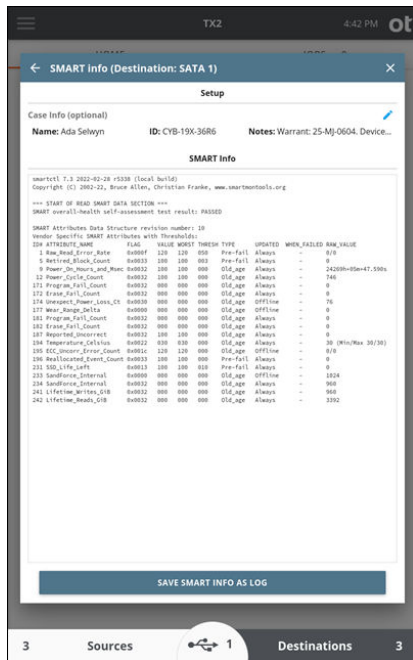 TX2
4:42 PM
ot
HOME
← SMART info (Destination: SATA 1) ×
Setup
Case Info (optional)
Name: Ada Selwyn ID: CYB-19X-36R6 Notes: Warrant: 25-MJ-0604. Device...
SMART Info
smartctl 7.3 2022-02-28 r5338 (local build)
Copyright (C) 2002-22, Bruce Allen, Christian Franke, www.smartmontools.org
=== START OF READ SMART DATA SECTION ===
SMART overall-health self-assessment test result: PASSED
SMART Attributes Data Structure revision number: 10
Vendor Specific SMART Attributes with Thresholds:
ID# ATTRIBUTE_NAME FLAG VALUE WORST THRESH TYPE UPDATED WHEN_FAILED RAW_VALUE
1 Raw_Read_Error_Rate 0x000f 120 120 050 Pre-fail Always - 0/0
5 Retired_Block_Count 0x0033 100 100 003 Pre-fail Always - 0
9 Power_On_Hours_and_Msec 0x0032 000 000 000 Old_age Always - 24269h+05m+47.590s
12 Power_Cycle_Count 0x0032 100 100 000 Old_age Always - 746
171 Program_Fail_Count 0x0032 000 000 000 Old_age Always - 0
172 Erase_Fail_Count 0x0032 000 000 000 Old_age Always - 0
174 Unexpect_Power_Loss_Ct 0x0030 000 000 000 Old_age Offline - 76
177 Wear_Range_Delta 0x0000 000 000 000 Old_age Offline - 0
181 Program_Fail_Count 0x0032 000 000 000 Old_age Always - 0
182 Erase_Fail_Count 0x0032 000 000 000 Old_age Always - 0
187 Reported_Uncorrect 0x0032 100 100 000 Old_age Always - 0
194 Temperature_Celsius 0x0022 030 030 000 Old_age Always - 30 (Min/Max 30/30)
195 ECC_Uncorr_Error_Count 0x001c 120 120 000 Old_age Offline - 0/0
196 Reallocated_Event_Count 0x0033 100 100 000 Pre-fail Always - 0
231 SSD_Life_Left 0x0013 100 100 010 Pre-fail Always - 0
233 SandForce_Internal 0x0000 000 000 000 Old_age Offline - 1024
234 SandForce_Internal 0x0032 000 000 000 Old_age Always - 960
241 Lifetime_Writes_GiB 0x0032 000 000 000 Old_age Always - 960
242 Lifetime_Reads_GiB 0x0032 000 000 000 Old_age Always - 3392
SAVE SMART INFO AS LOG
3 Sources 1 Destinations 3